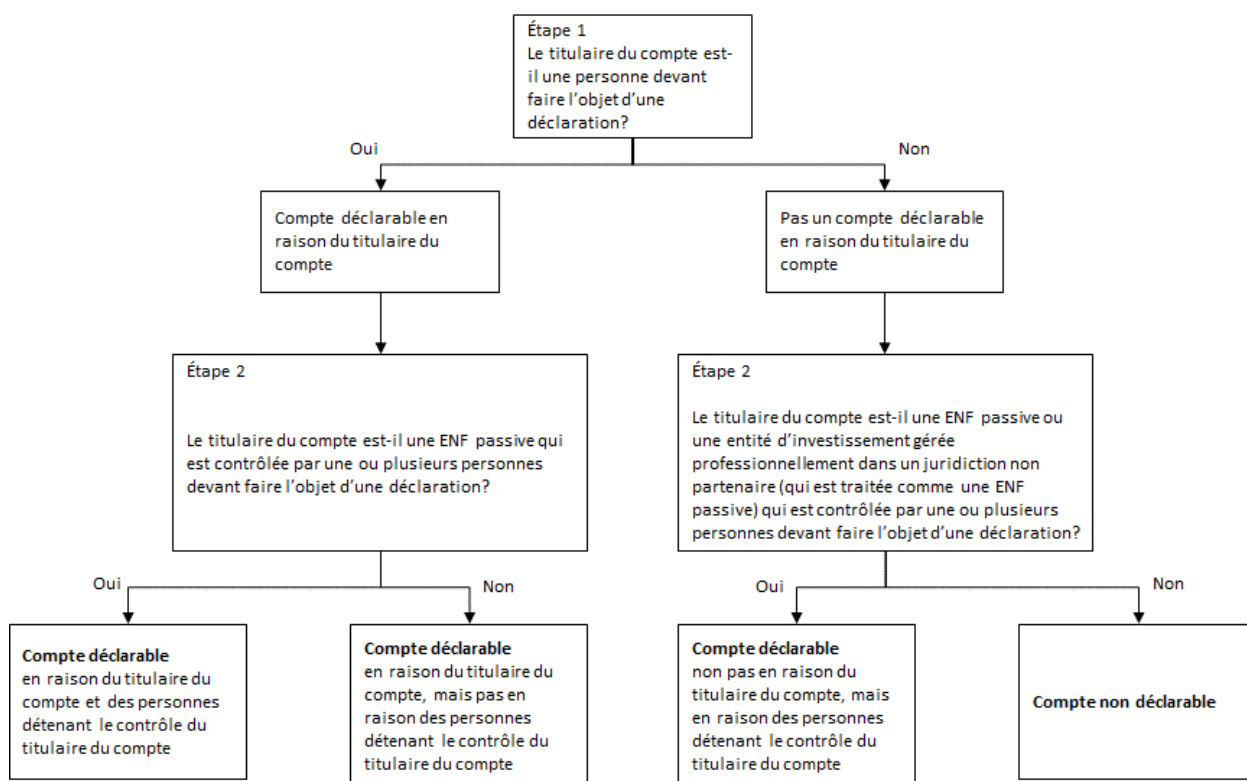 Étape 1
Le titulaire du compte est-
il une personne devant
faire l'objet d'une
déclaration?
Oui
Non
Compte déclarable en
raison du titulaire du
compte
Pas un compte déclarable
en raison du titulaire du
compte
Étape 2
Le titulaire du compte est-il une ENF passive qui
est contrôlée par une ou plusieurs personnes
devant faire l'objet d'une déclaration?
Étape 2
Le titulaire du compte est-il une ENF passive ou
une entité d'investissement gérée
professionnellement dans un juridiction non
partenaire (qui est traitée comme une ENF
passive) qui est contrôlée par une ou plusieurs
personnes devant faire l'objet d'une déclaration?
Oui
Non
Oui
Non
Compte déclarable
en raison du titulaire du
compte et des personnes
détenant le contrôle du
titulaire du compte
Compte déclarable
en raison du titulaire du
compte, mais pas en
raison des personnes
détenant le contrôle du
titulaire du compte
Compte déclarable
non pas en raison du
titulaire du compte, mais
en raison des personnes
détenant le contrôle du
titulaire du compte
Compte non déclarable